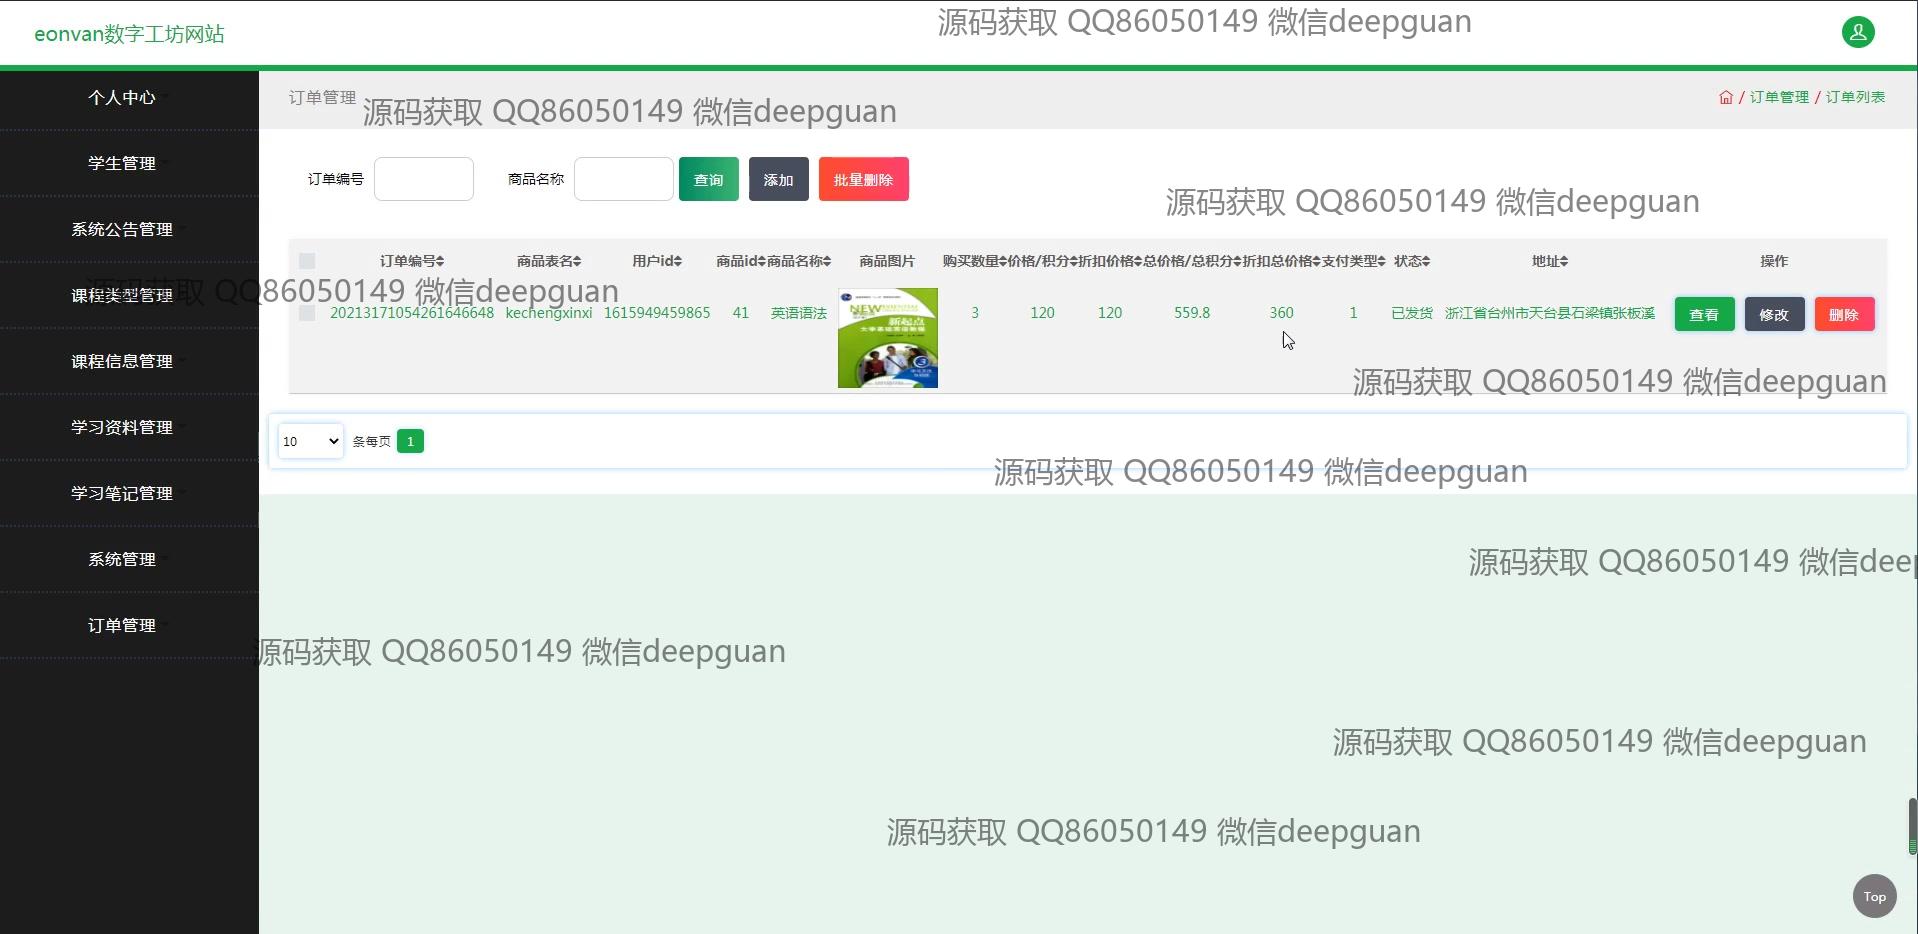 eonvan数字工坊网站
源码获取 QQ86050149 微信deepguan
个人中心
学生管理
系统公告管理
课程类型管理
课程信息管理
学习资料管理
学习笔记管理
系统管理
订单管理
订单管理
源码获取 QQ86050149 微信deepguan
/ 订单管理 / 订单列表
订单编号 商品名称 查询 添加 批量删除
源码获取 QQ86050149 微信deepguan
订单编号 商品表名 用户id 商品id 商品名称 商品图片 购买数量 价格/积分 折扣价格 总价格/总积分 折扣总价格 支付类型 状态 地址 操作
源码获取 QQ86050149 微信deepguan
20213171054261646648 kechengxinxi 1615949459865 41 英语语法 3 120 120 559.8 360 1 已发货 浙江省台州市天台县石梁镇张板溪 查看 修改 删除
NEW
新起点
大学基础英语教程
3
源码获取 QQ86050149 微信deepguan
10 条每页 1
源码获取 QQ86050149 微信deepguan
源码获取 QQ86050149 微信deep
源码获取 QQ86050149 微信deepguan
源码获取 QQ86050149 微信deepguan
源码获取 QQ86050149 微信deepguan
Top